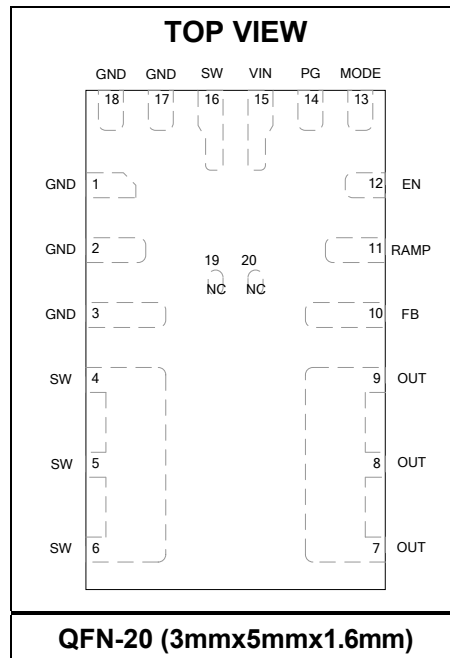 TOP VIEW
GND GND SW VIN PG MODE
18 17 16 15 14 13
GND 1 12 EN
GND 2 11 RAMP
19 20
NC NC
GND 3 10 FB
SW 4 9 OUT
SW 5 8 OUT
SW 6 7 OUT
QFN-20 (3mmx5mmx1.6mm)